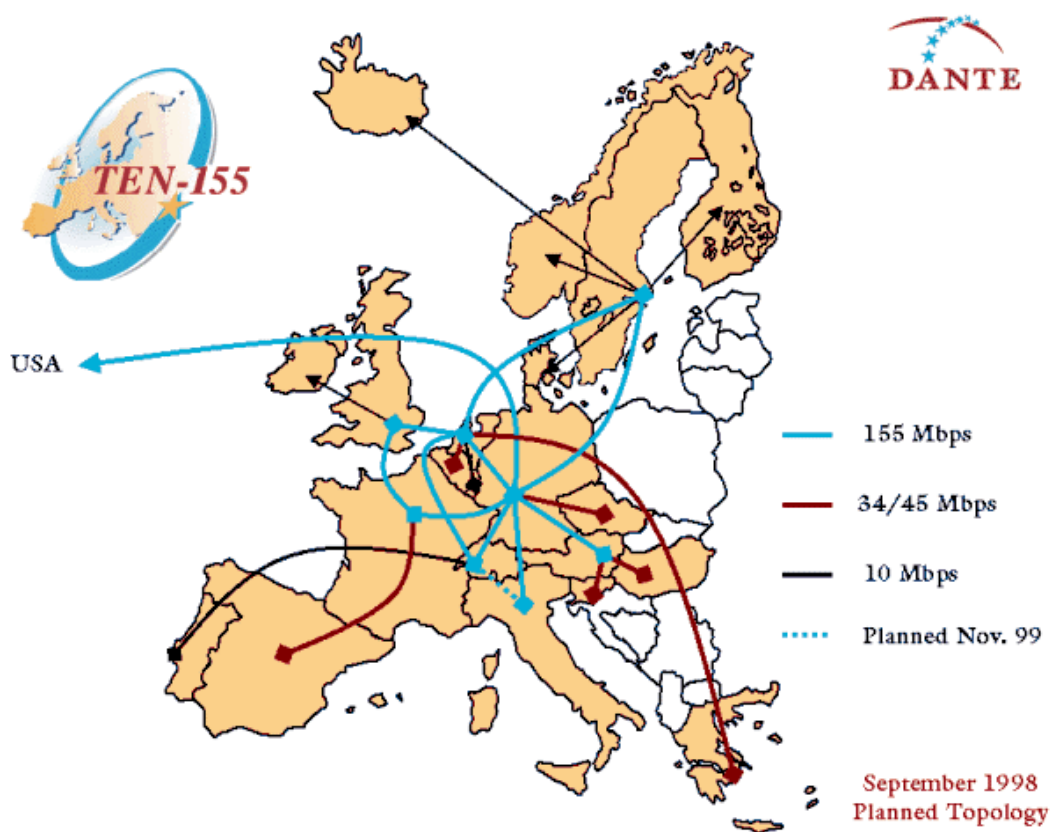 DANTE
TEN-155
USA
155 Mbps
34/45 Mbps
10 Mbps
Planned Nov. 99
September 1998
Planned Topology